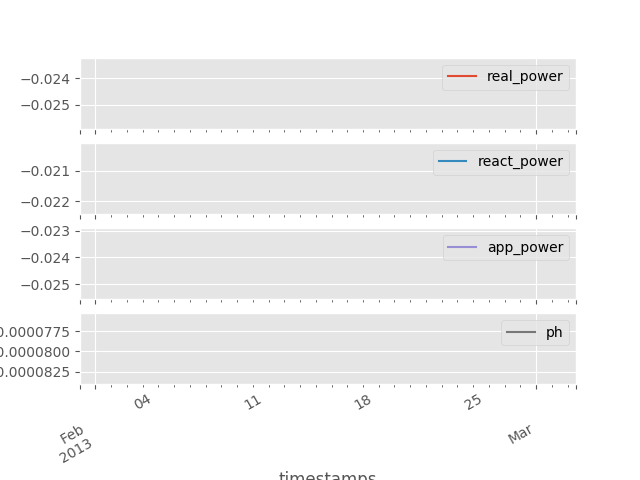 −0.024
real_power
−0.025
react_power
−0.021
−0.022
−0.023
app_power
−0.024
−0.025
0.0000775
ph
0.0000800
0.0000825
04
11
18
25
Feb
2013
Mar
timestamps